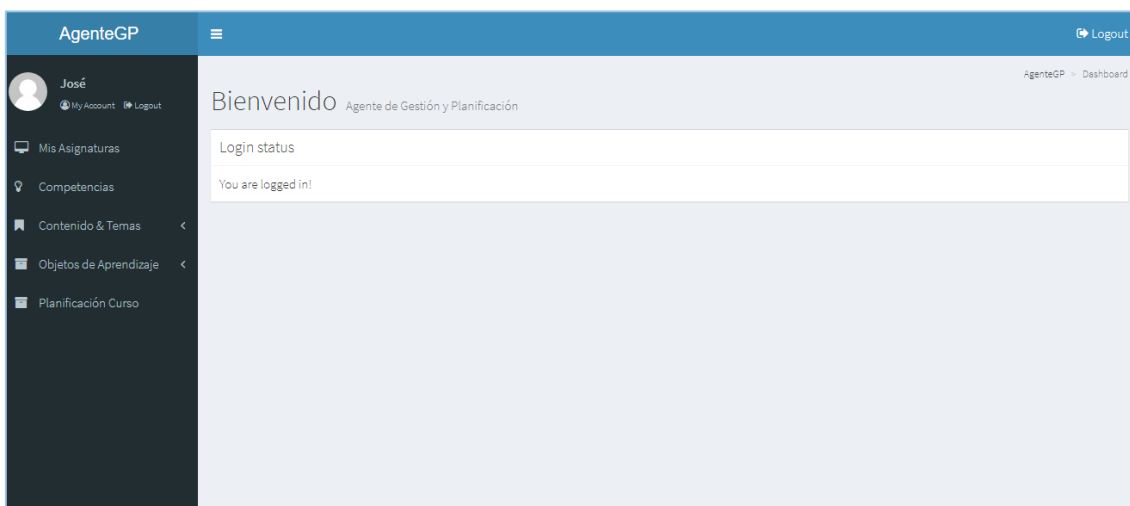 AgenteGP
Logout
José
My Account Logout
AgenteGP > Dashboard
Bienvenido Agente de Gestión y Planificación
Mis Asignaturas
Competencias
Contenido & Temas
Objetos de Aprendizaje
Planificación Curso
Login status
You are logged in!